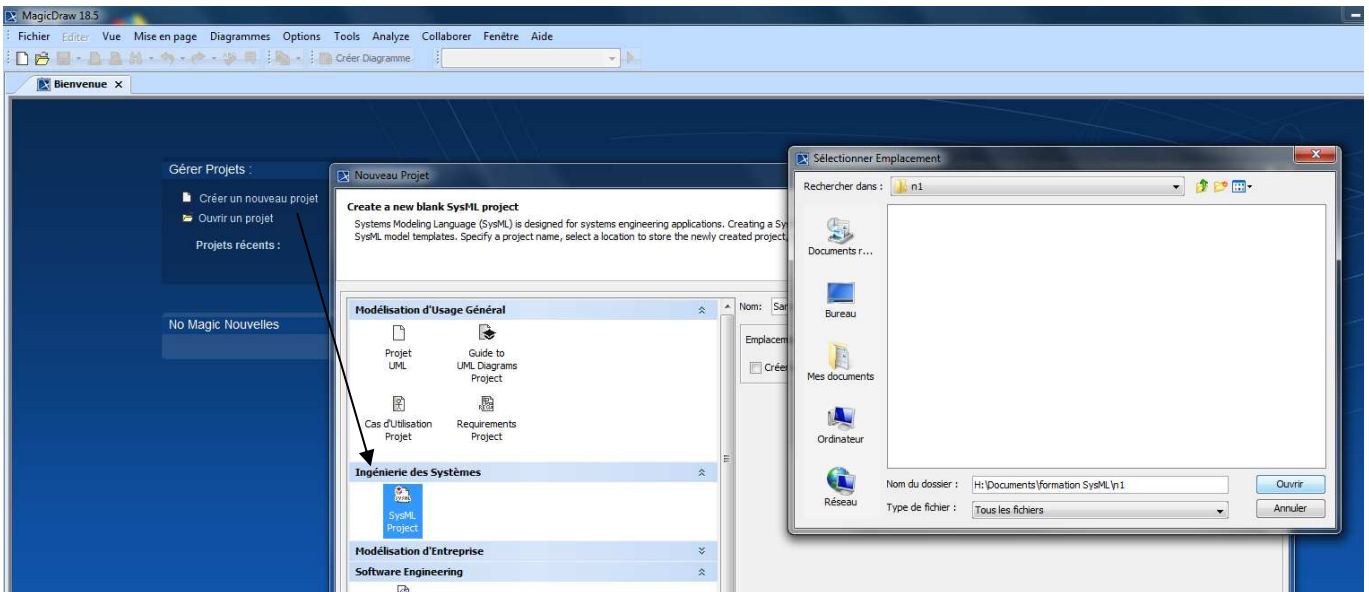 MagicDraw 18.5
Fichier Editer Vue Mise en page Diagrammes Options Tools Analyze Collaborer Fenêtre Aide
Créer Diagramme
Bienvenue
Gérer Projets :
Créer un nouveau projet
Ouvrir un projet
Projets récents :
No Magic Nouvelles
Nouveau Projet
Create a new blank SysML project
Systems Modeling Language (SysML) is designed for systems engineering applications. Creating a Sy
SysML model templates. Specify a project name, select a location to store the newly created project,
Modélisation d'Usage Général
Projet
UML
Guide to
UML Diagrams
Project
Cas d'Utilisation
Projet
Requirements
Project
Ingénierie des Systèmes
SysML
Project
Modélisation d'Entreprise
Software Engineering
Nom: San
Emplacem
Créer
Sélectionner Emplacement
Rechercher dans : n1
Documents r...
Bureau
Mes documents
Ordinateur
Réseau
Nom du dossier : H:\Documents\formation SysML\n1
Type de fichier : Tous les fichiers
Ouvrir
Annuler